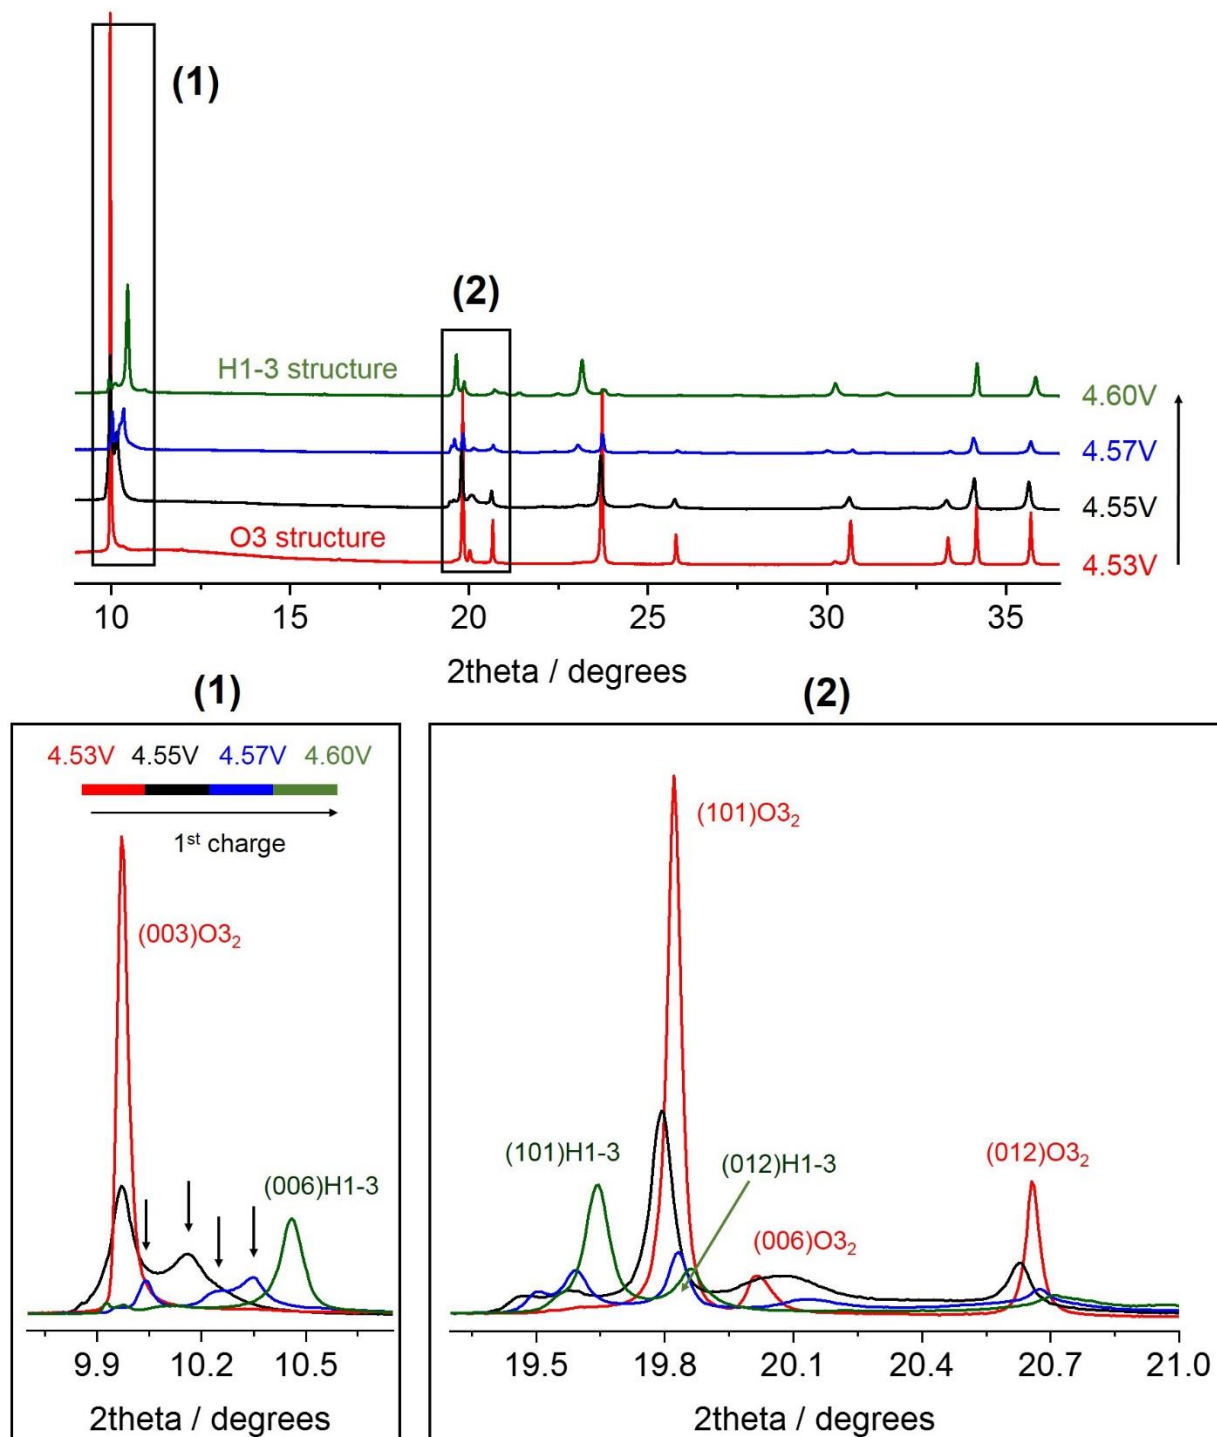 (1)
(2)
H1-3 structure
4.60V
4.57V
4.55V
O3 structure
4.53V
10 15 20 25 30 35
2theta / degrees
(1)
4.53V 4.55V 4.57V 4.60V
1st charge
(003)O3₂
(006)H1-3
9.9 10.2 10.5
2theta / degrees
(2)
(101)O3₂
(101)H1-3
(012)H1-3
(012)O3₂
(006)O3₂
19.5 19.8 20.1 20.4 20.7 21.0
2theta / degrees